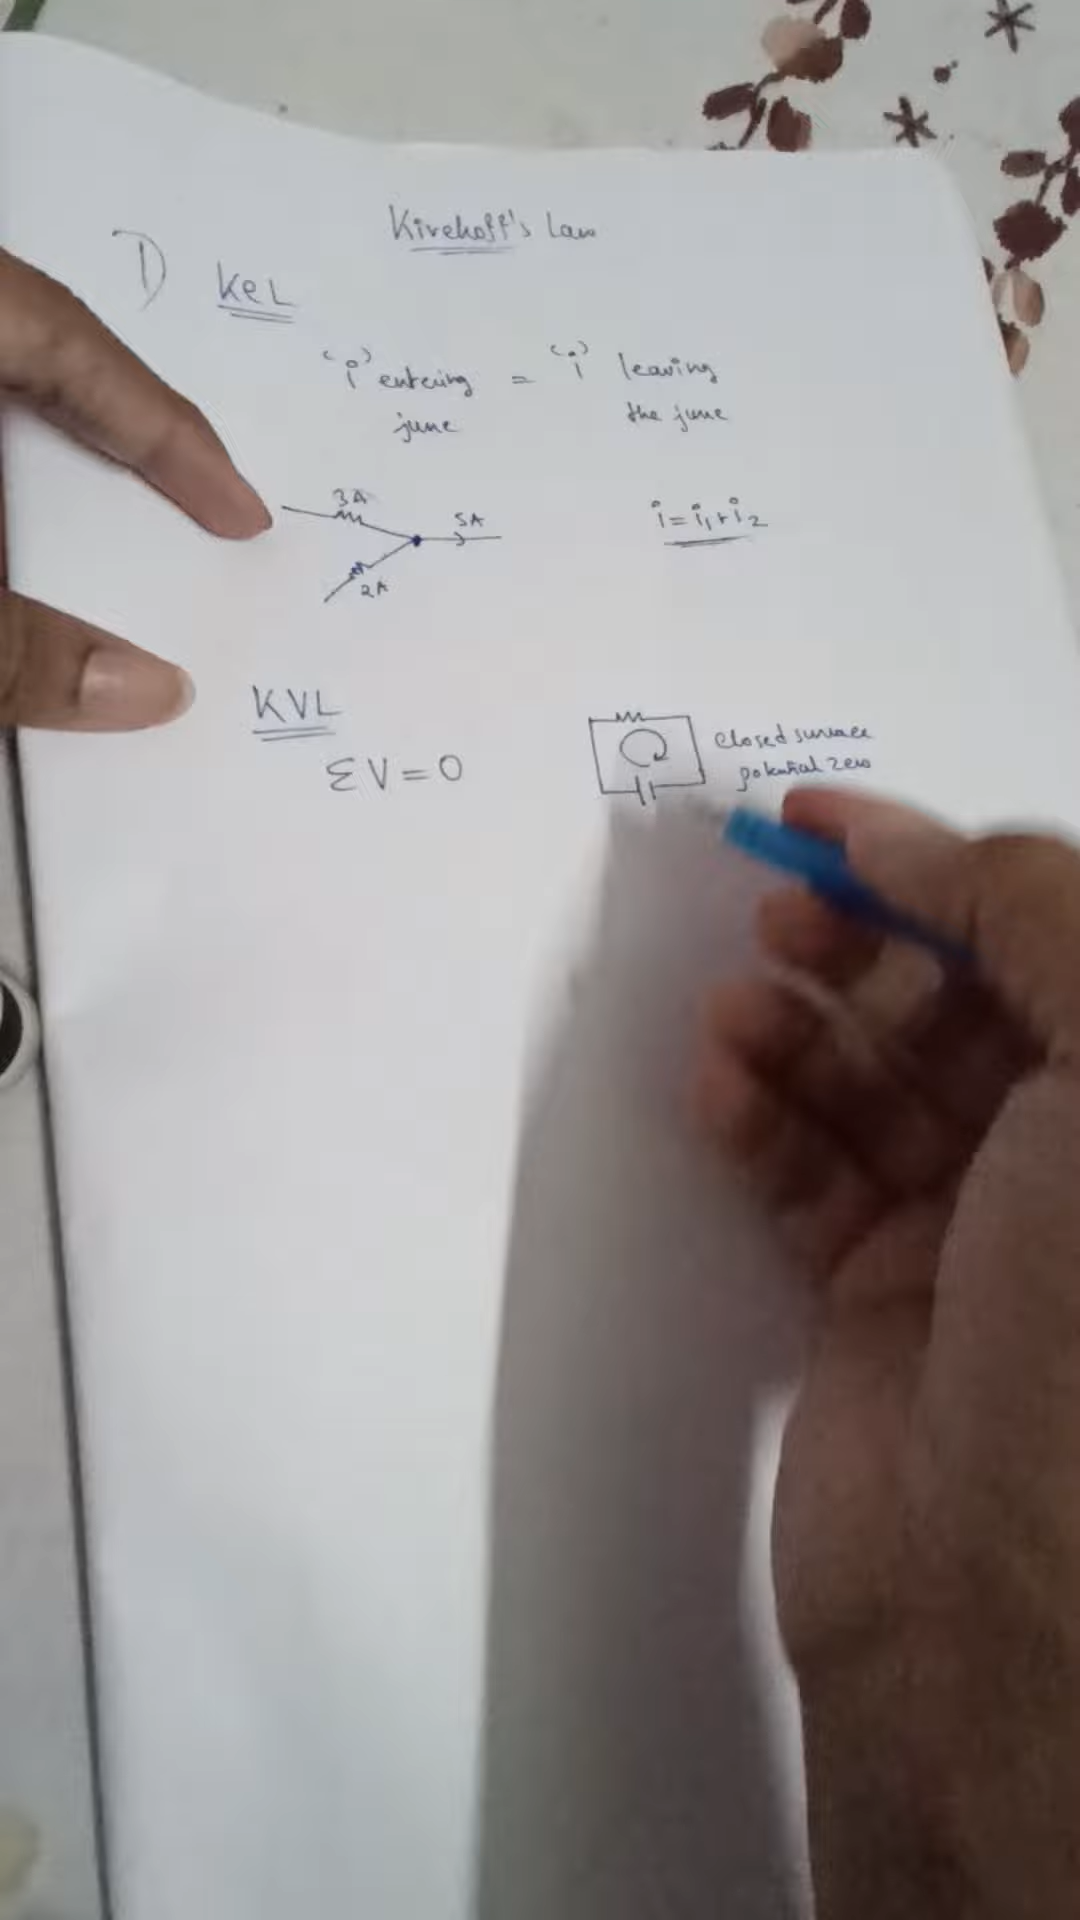 Kirchoff's Law
1) KCL
'i' entering = 'i' leaving
junc the junc
3A
5A
i = i₁ + i₂
2A
KVL
ΣV = 0
closed surface
potential zero